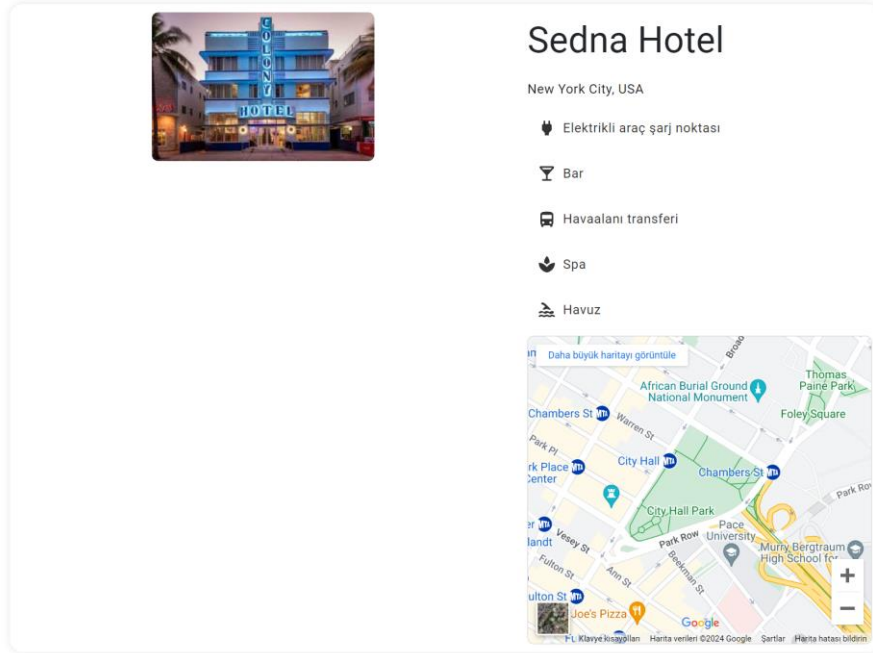 COLONY
HOTEL
Sedna Hotel
New York City, USA
Elektrikli araç şarj noktası
Bar
Havaalanı transferi
Spa
Havuz
Daha büyük haritayı görüntüle
Broad
Thomas
Paine Park
African Burial Ground
National Monument
Foley Square
Chambers St
Warren St
Park Pl
City Hall
Chambers St
rk Place
Center
Park Row
City Hall Park
Pace
University
Park Row
Vesey St
Murry Bergtraum
High School for
Beekman St
Fulton St
Ann St
ulton St
Joe's Pizza
Google
Klavye kısayolları
Harita verileri ©2024 Google
Şartlar
Harita hatası bildirin